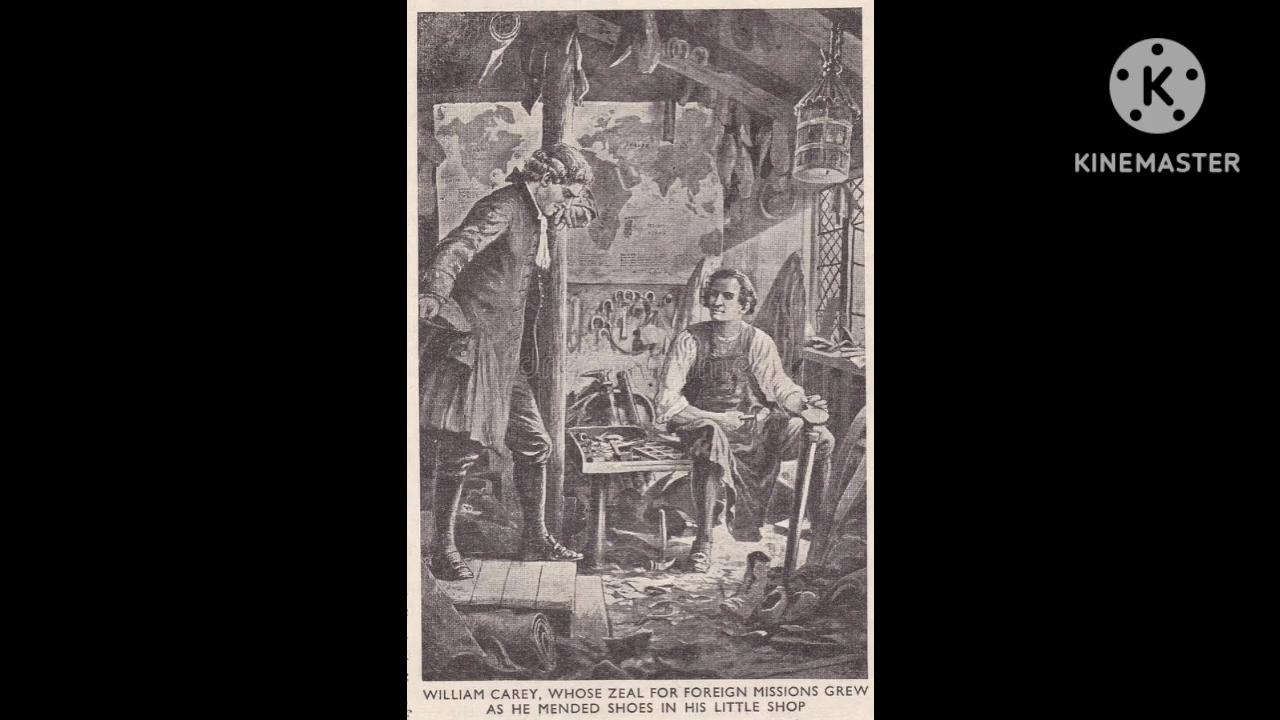 KINEMASTER
WILLIAM CAREY, WHOSE ZEAL FOR FOREIGN MISSIONS GREW
AS HE MENDED SHOES IN HIS LITTLE SHOP